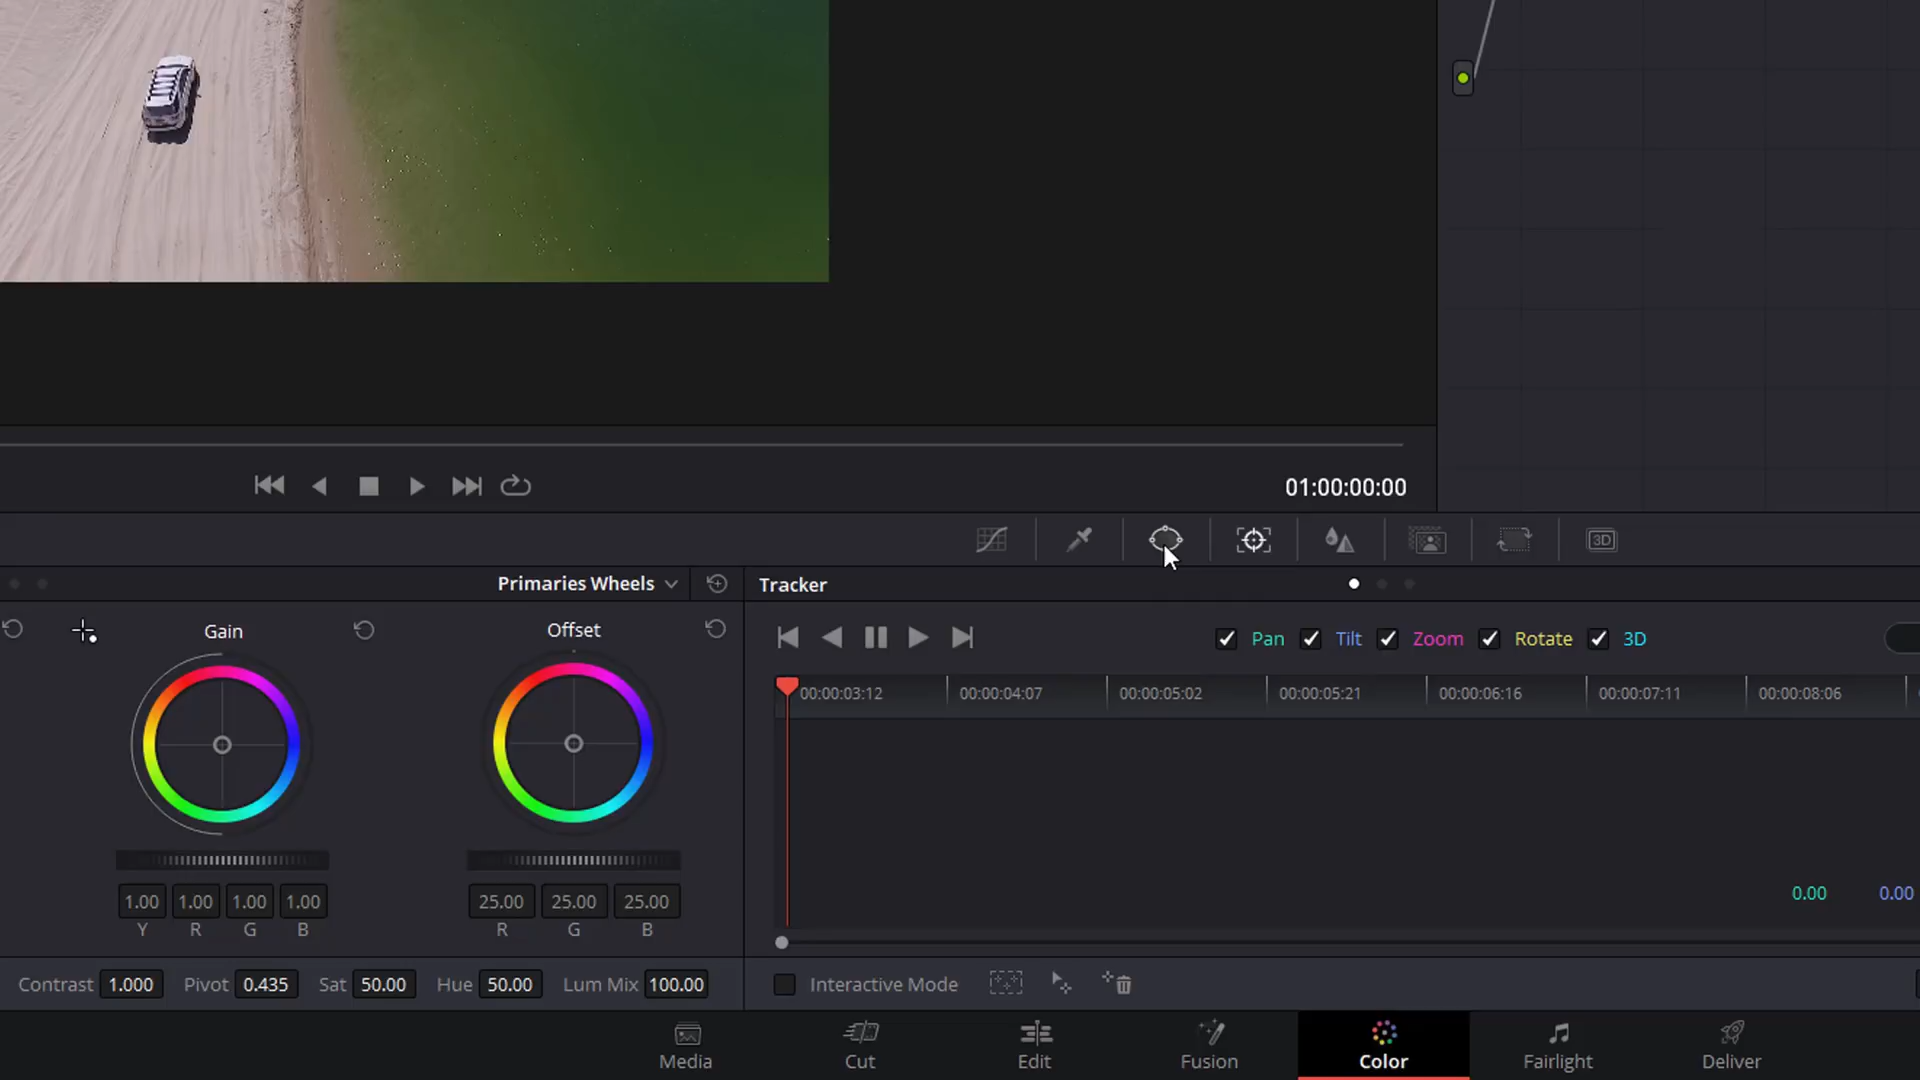 01:00:00:00
3D
Primaries Wheels
Tracker
Gain
Offset
Pan Tilt Zoom Rotate 3D
00:00:03:12 00:00:04:07 00:00:05:02 00:00:05:21 00:00:06:16 00:00:07:11 00:00:08:06
0.00 0.00
1.00 1.00 1.00 1.00
25.00 25.00 25.00
Y R G B
R G B
Contrast 1.000 Pivot 0.435 Sat 50.00 Hue 50.00 Lum Mix 100.00
Interactive Mode
Media Cut Edit Fusion Color Fairlight Deliver